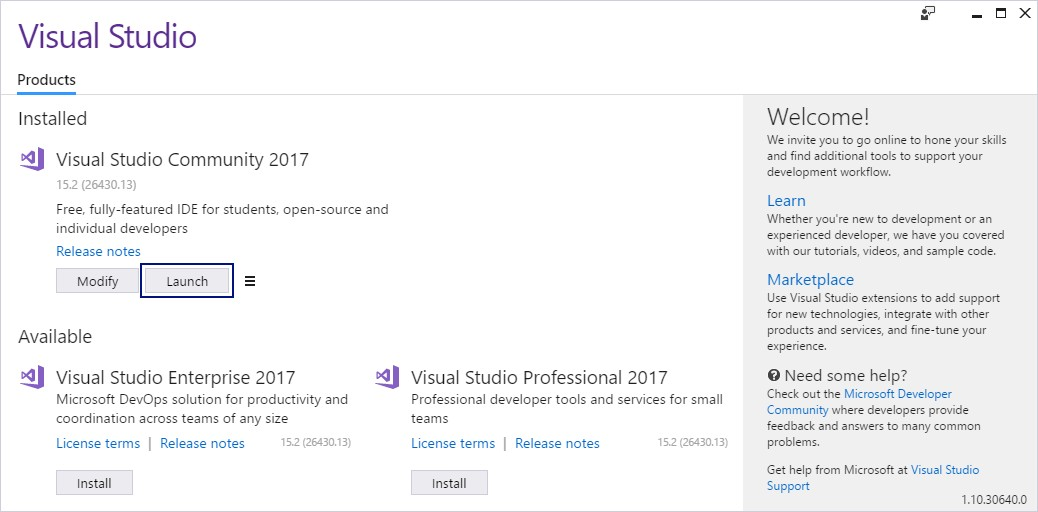 Visual Studio
Products
Installed
Visual Studio Community 2017
15.2 (26430.13)
Free, fully-featured IDE for students, open-source and
individual developers
Release notes
Modify
Launch
Available
Visual Studio Enterprise 2017
Microsoft DevOps solution for productivity and
coordination across teams of any size
License terms | Release notes
15.2 (26430.13)
Install
Visual Studio Professional 2017
Professional developer tools and services for small
teams
License terms | Release notes
15.2 (26430.13)
Install
Welcome!
We invite you to go online to hone your skills
and find additional tools to support your
development workflow.
Learn
Whether you're new to development or an
experienced developer, we have you covered
with our tutorials, videos, and sample code.
Marketplace
Use Visual Studio extensions to add support
for new technologies, integrate with other
products and services, and fine-tune your
experience.
Need some help?
Check out the Microsoft Developer
Community where developers provide
feedback and answers to many common
problems.
Get help from Microsoft at Visual Studio
Support
1.10.30640.0